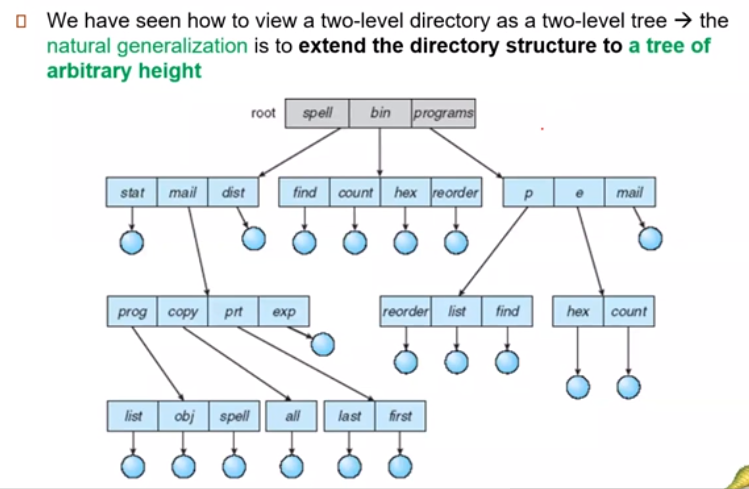 We have seen how to view a two-level directory as a two-level tree → the
natural generalization is to extend the directory structure to a tree of
arbitrary height
root spell bin programs
stat mail dist find count hex reorder p e mail
prog copy prt exp reorder list find hex count
list obj spell all last first